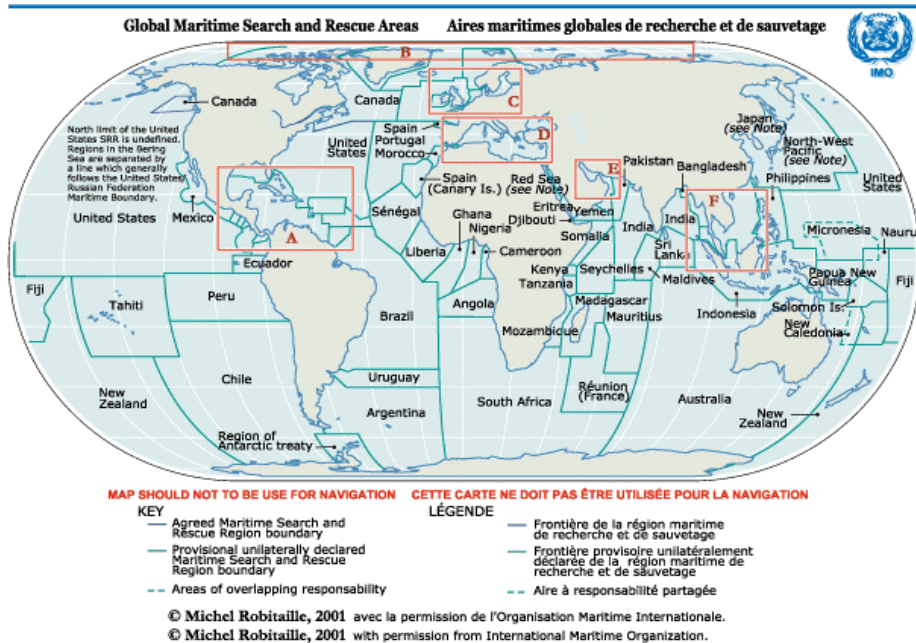 Global Maritime Search and Rescue Areas
Aires maritimes globales de recherche et de sauvetage
IMO
B
Canada
Canada
C
North limit of the United
States SRR is undefined.
Regions in the Bering
Sea are separated by
a line which generally
follows the United States/
Russian Federation
Maritime Boundary.
United
States
Spain
Portugal
Morocco
D
Japan
(see Note)
North-West
Pacific
(see Note)
Pakistan
Bangladesh
E
Philippines
United
States
Spain
(Canary Is.)
Red Sea
(see Note)
Eritrea
Djibouti
Yemen
Somalia
India
India
F
United States
Mexico
A
Sénégal
Ghana
Nigeria
Liberia
Cameroon
Sri
Lanka
Micronesia
Nauru
Ecuador
Kenya
Tanzania
Seychelles
Maldives
Papua New
Guinea
Fiji
Fiji
Tahiti
Peru
Angola
Madagascar
Mauritius
Indonesia
Solomon Is.
New
Caledonia
Brazil
Mozambique
New
Zealand
Chile
Uruguay
Argentina
South Africa
Réunion
(France)
Australia
New
Zealand
Region of
Antarctic treaty
MAP SHOULD NOT TO BE USE FOR NAVIGATION
CETTE CARTE NE DOIT PAS ÊTRE UTILISÉE POUR LA NAVIGATION
KEY
Agreed Maritime Search and
Rescue Region boundary
Provisional unilaterally declared
Maritime Search and Rescue
Region boundary
Areas of overlapping responsability
LÉGENDE
Frontière de la région maritime
de recherche et de sauvetage
Frontière provisoire unilatéralement
déclarée de la région maritime de
recherche et de sauvetage
Aire à responsabilité partagée
© Michel Robitaille, 2001 avec la permission de l'Organisation Maritime Internationale.
© Michel Robitaille, 2001 with permission from International Maritime Organization.